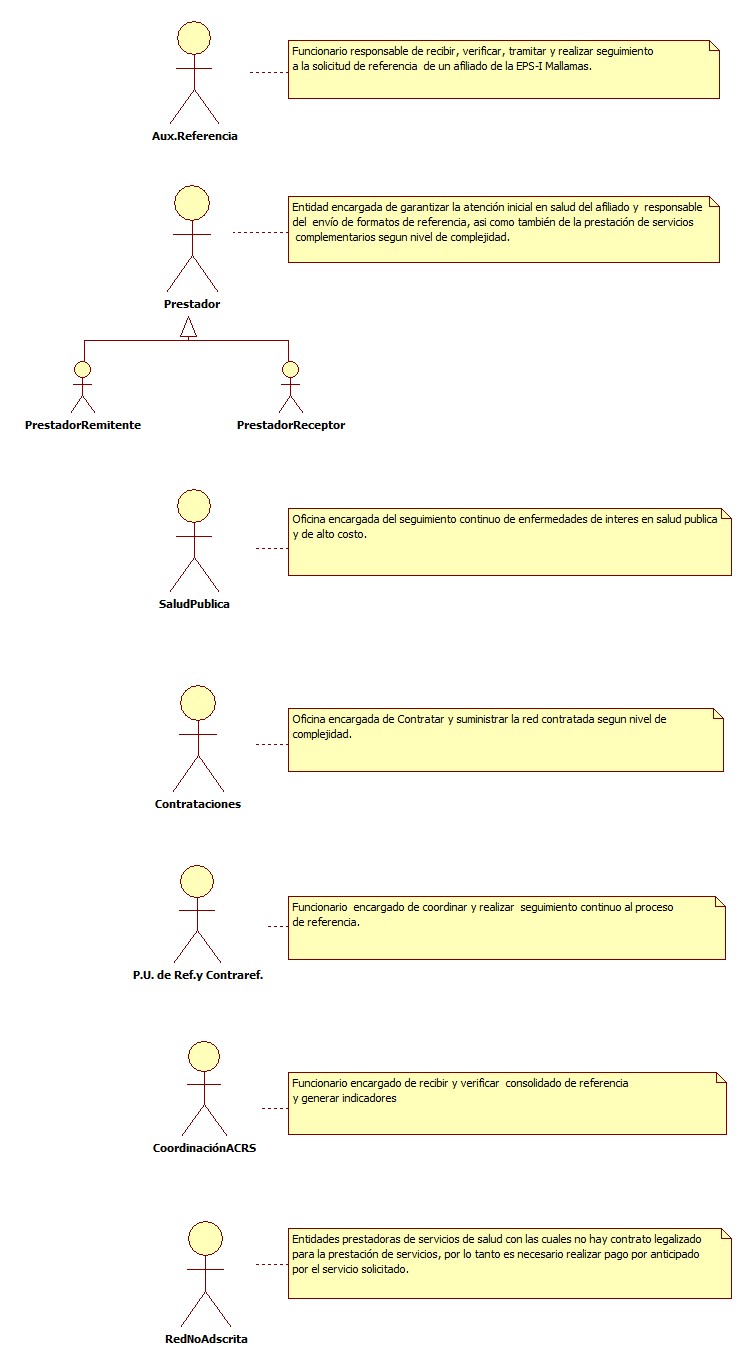 Funcionario responsable de recibir, verificar, tramitar y realizar seguimiento
a la solicitud de referencia  de un afiliado de la EPS-I Mallamas.
Aux.Referencia
Entidad encargada de garantizar la atención inicial en salud del afiliado y  responsable
del  envío de formatos de referencia, asi como también de la prestación de servicios
complementarios segun nivel de complejidad.
Prestador
PrestadorRemitente
PrestadorReceptor
Oficina encargada del seguimiento continuo de enfermedades de interes en salud publica
y de alto costo.
SaludPublica
Oficina encargada de Contratar y suministrar la red contratada segun nivel de
complejidad.
Contrataciones
Funcionario  encargado de coordinar y realizar  seguimiento continuo al proceso
de referencia.
P.U. de Ref.y Contraref.
Funcionario encargado de recibir y verificar  consolidado de referencia
y generar indicadores
CoordinaciónACRS
Entidades prestadoras de servicios de salud con las cuales no hay contrato legalizado
para la prestación de servicios, por lo tanto es necesario realizar pago por anticipado
por el servicio solicitado.
RedNoAdscrita